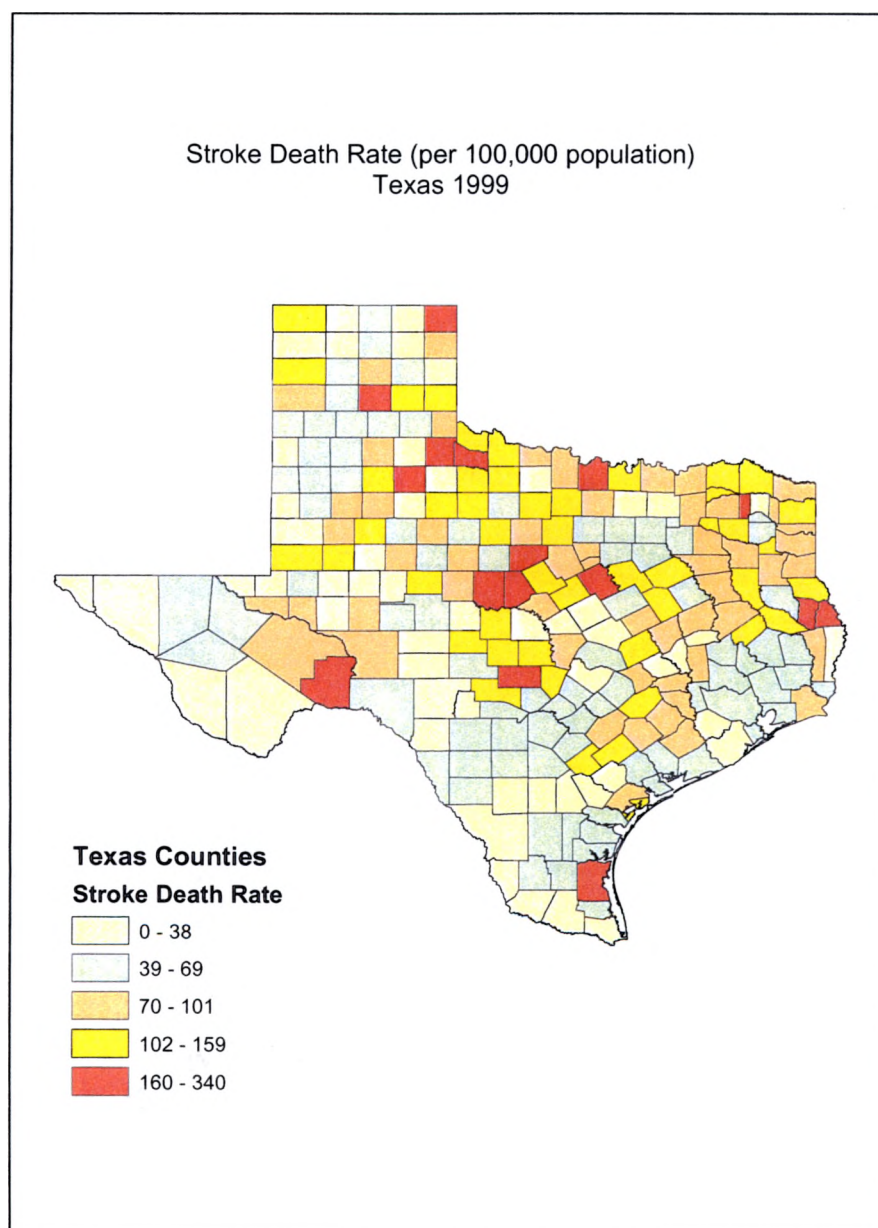 Stroke Death Rate (per 100,000 population)
Texas 1999
Texas Counties
Stroke Death Rate
0 - 38
39 - 69
70 - 101
102 - 159
160 - 340